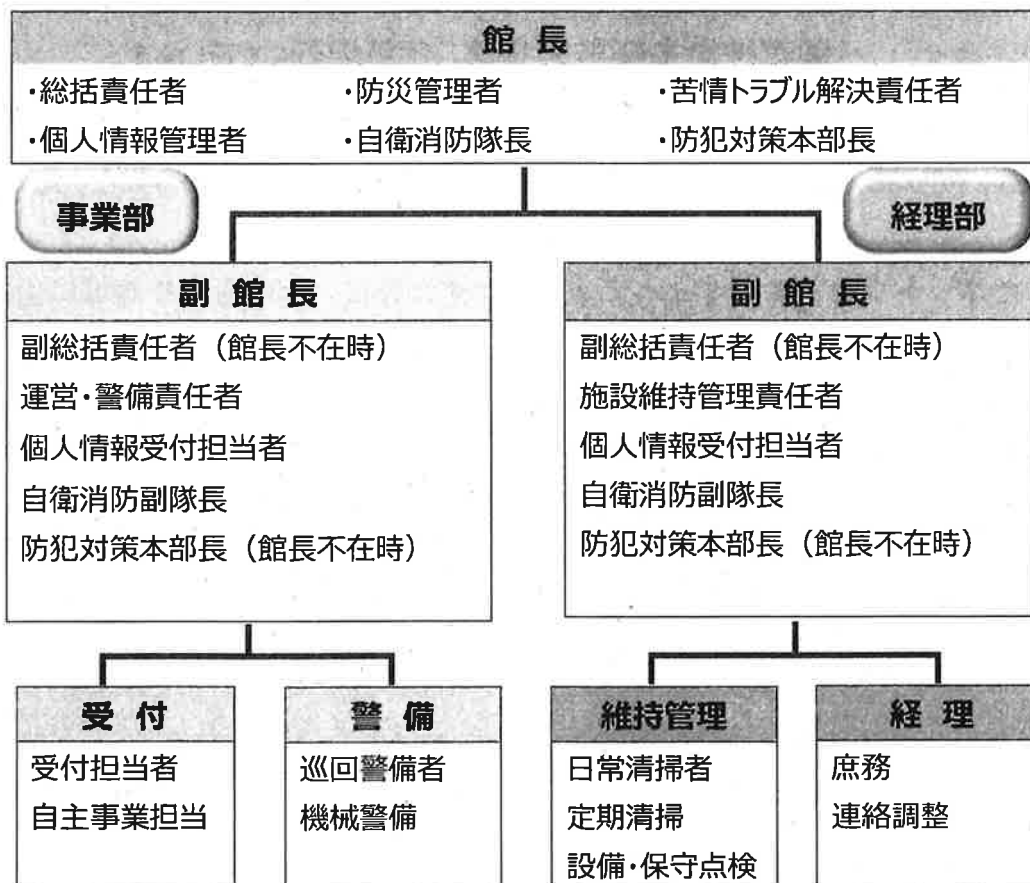 館長
・総括責任者 ・防災管理者 ・苦情トラブル解決責任者
・個人情報管理者 ・自衛消防隊長 ・防犯対策本部長
事業部
経理部
副館長
副総括責任者（館長不在時）
運営・警備責任者
個人情報受付担当者
自衛消防副隊長
防犯対策本部長（館長不在時）
副館長
副総括責任者（館長不在時）
施設維持管理責任者
個人情報受付担当者
自衛消防副隊長
防犯対策本部長（館長不在時）
受付
受付担当者
自主事業担当
警備
巡回警備者
機械警備
維持管理
日常清掃者
定期清掃
設備・保守点検
経理
庶務
連絡調整